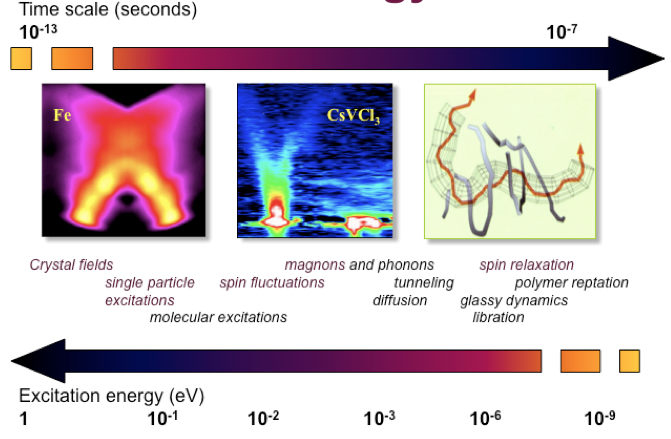 Time scale (seconds)
10⁻¹³ 10⁻⁷
Fe CsVCl₃
Crystal fields magnons and phonons spin relaxation
single particle spin fluctuations tunneling polymer reptation
excitations diffusion glassy dynamics
molecular excitations libration
Excitation energy (eV)
1 10⁻¹ 10⁻² 10⁻³ 10⁻⁶ 10⁻⁹